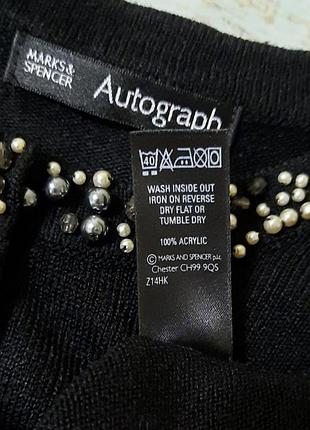 MARKS &
SPENCER
Autograph
40
WASH INSIDE OUT
IRON ON REVERSE
DRY FLAT OR
TUMBLE DRY
100% ACRYLIC
© MARKS AND SPENCER p.l.c.
Chester CH99 9QS
Z14HK